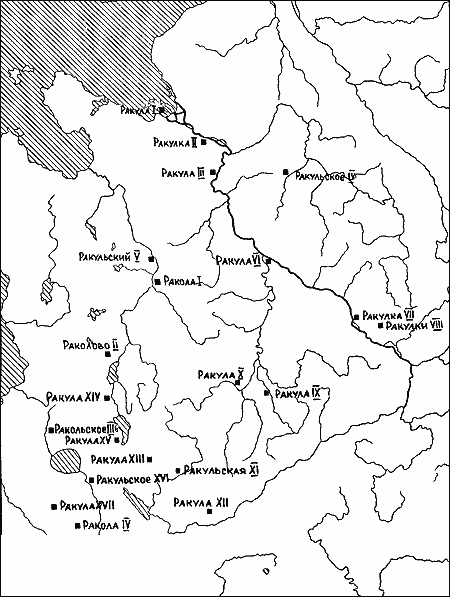 Ракула I
Ракулка II
Ракула III
Ракульское IV
Ракульский V
Ракула VI
Ракола I
Ракулка VII
Ракулки VIII
Раколово II
Ракула X
Ракула IX
Ракула XIV
Ракольское III
Ракула XV
Ракула XIII
Ракульская XI
Ракульское XVI
Ракула XII
Ракула XVII
Ракола IV